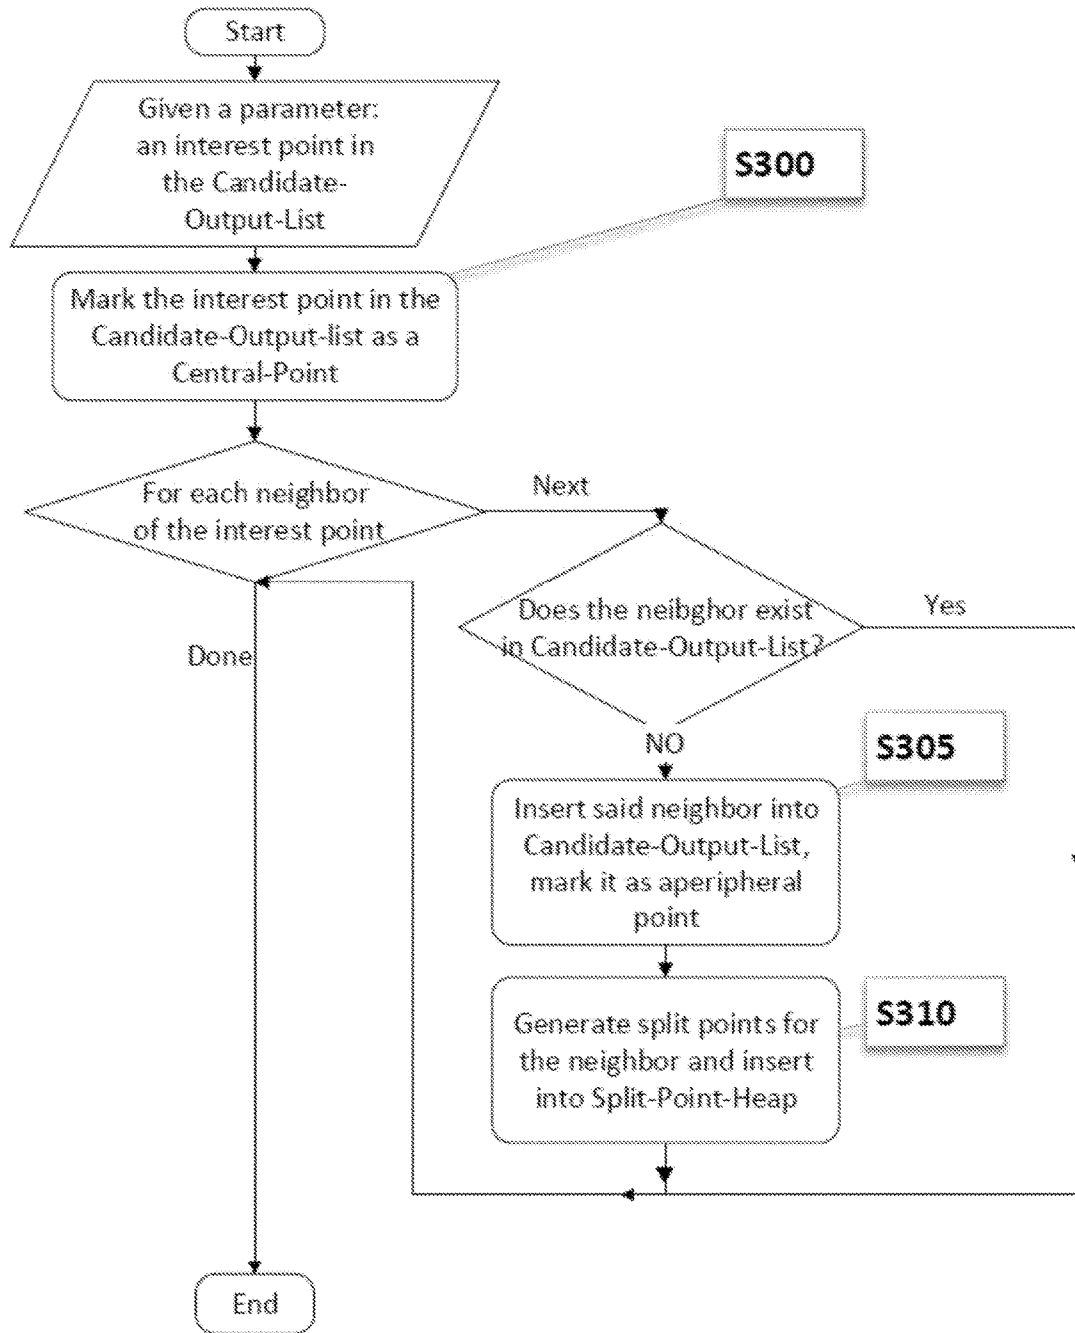 Start
Given a parameter:
an interest point in
the Candidate-
Output-List
S300
Mark the interest point in the
Candidate-Output-list as a
Central-Point
For each neighbor
of the interest point
Next
Does the neibghor exist
in Candidate-Output-List?
Yes
Done
NO
S305
Insert said neighbor into
Candidate-Output-List,
mark it as aperipheral
point
S310
Generate split points for
the neighbor and insert
into Split-Point-Heap
End